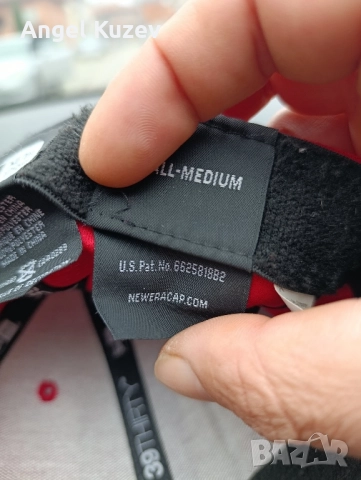 Angel Kuzev
ALL-MEDIUM
U.S.Pat.No. 6625818B2
NEWERACAP.COM
39THIRTY
bazar